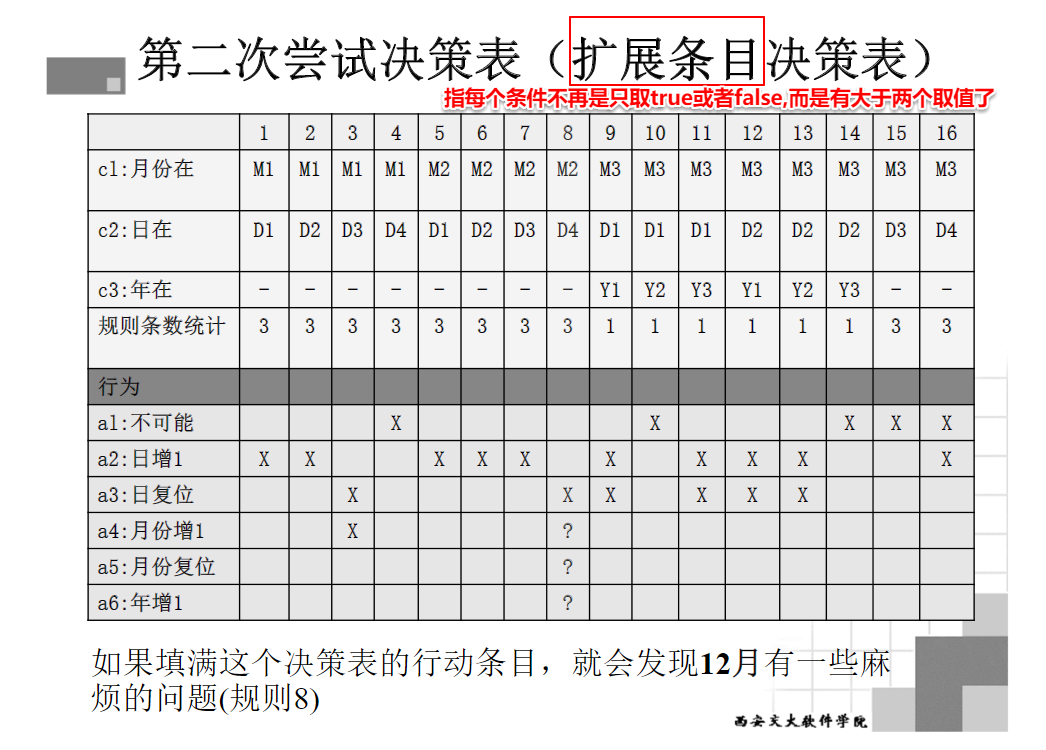 第二次尝试决策表（扩展条目决策表）
指每个条件不再是只取true或者false,而是有大于两个取值了
1 2 3 4 5 6 7 8 9 10 11 12 13 14 15 16
c1:月份在 M1 M1 M1 M1 M2 M2 M2 M2 M3 M3 M3 M3 M3 M3 M3 M3
c2:日在 D1 D2 D3 D4 D1 D2 D3 D4 D1 D1 D1 D2 D2 D2 D3 D4
c3:年在 - - - - - - - - Y1 Y2 Y3 Y1 Y2 Y3 - -
规则条数统计 3 3 3 3 3 3 3 3 1 1 1 1 1 1 3 3
行为
a1:不可能 X X X X X
a2:日增1 X X X X X X X X X X
a3:日复位 X X X X X X
a4:月份增1 X ?
a5:月份复位 ?
a6:年增1 ?
如果填满这个决策表的行动条目，就会发现12月有一些麻
烦的问题(规则8)
西安交大软件学院